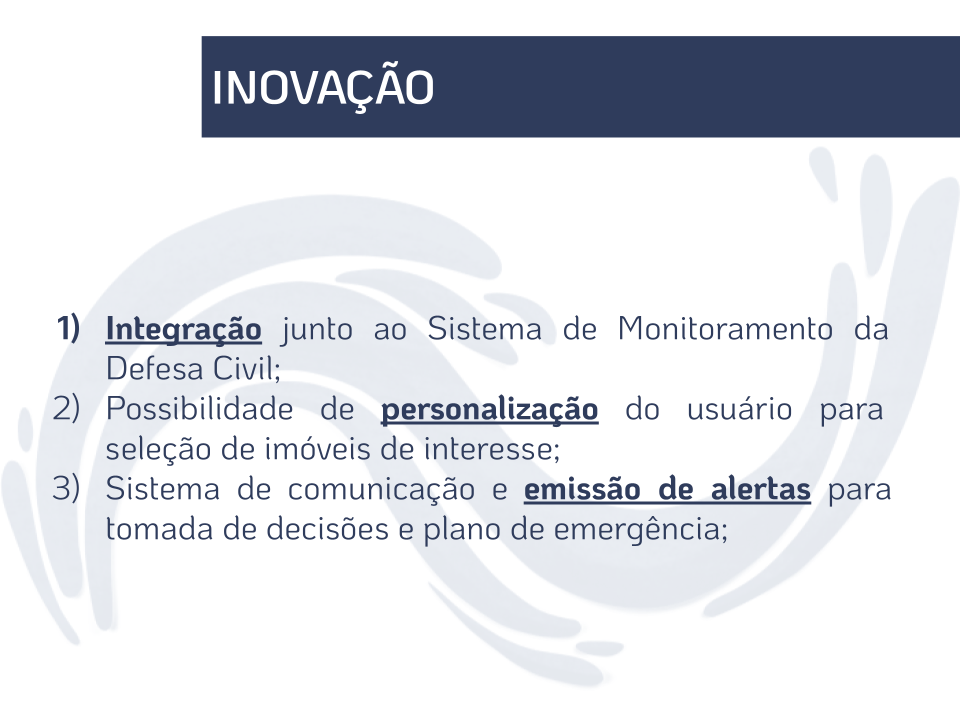 INOVAÇÃO
1) Integração junto ao Sistema de Monitoramento da
Defesa Civil;
2) Possibilidade de personalização do usuário para
seleção de imóveis de interesse;
3) Sistema de comunicação e emissão de alertas para
tomada de decisões e plano de emergência;